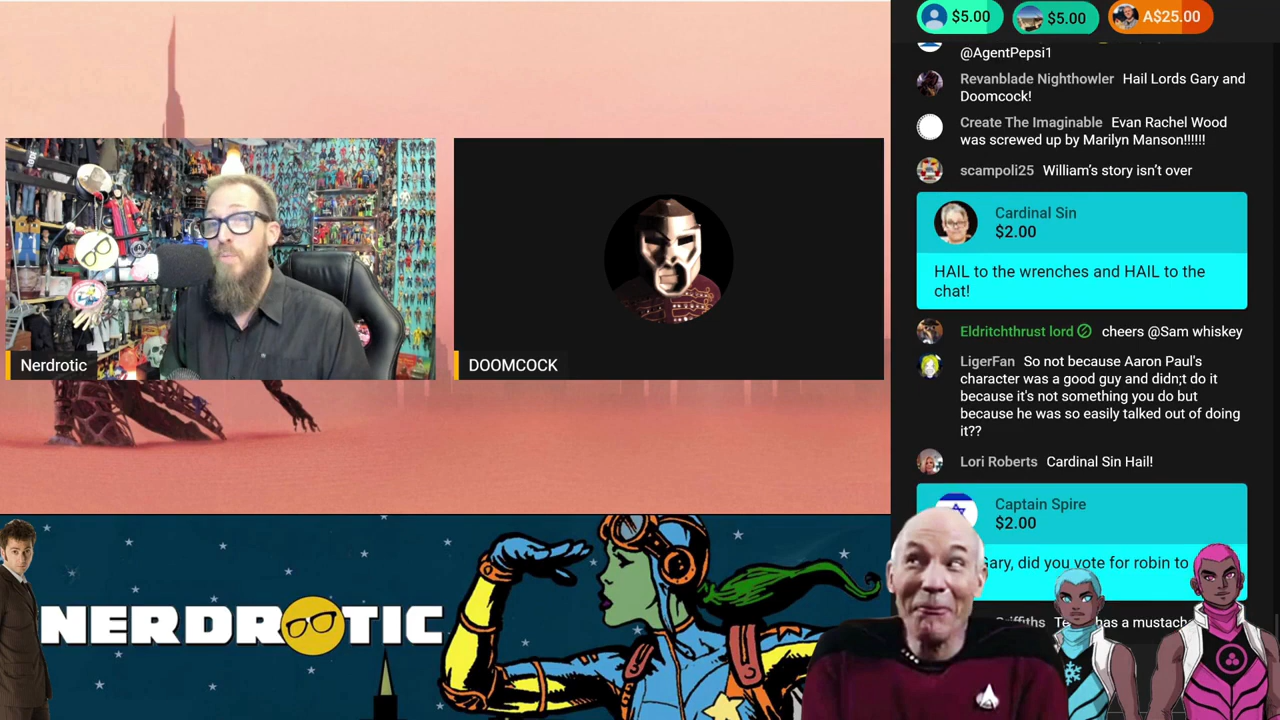 $5.00
$5.00
A$25.00
@AgentPepsi1
Revanblade Nighthowler Hail Lords Gary and
Doomcock!
Create The Imaginable Evan Rachel Wood
was screwed up by Marilyn Manson!!!!!!
scampoli25 William's story isn't over
Cardinal Sin
$2.00
HAIL to the wrenches and HAIL to the
chat!
Eldritchthrust lord cheers @Sam whiskey
LigerFan So not because Aaron Paul's
character was a good guy and didn;t do it
because it's not something you do but
because he was so easily talked out of doing
it??
Lori Roberts Cardinal Sin Hail!
Captain Spire
$2.00
ary, did you vote for robin to
has a mustach
Nerdrotic
DOOMCOCK
NERDROTIC